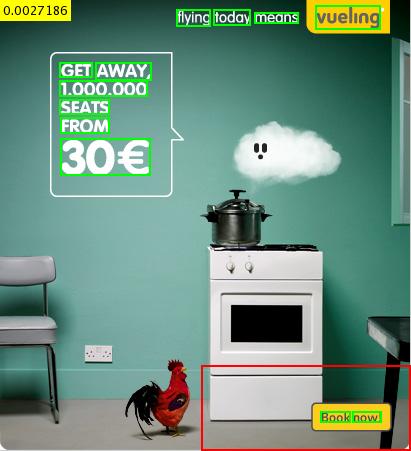 0.0027186
flying today means
vueling
GET AWAY,
1.000.000
SEATS
FROM
30€
Book now